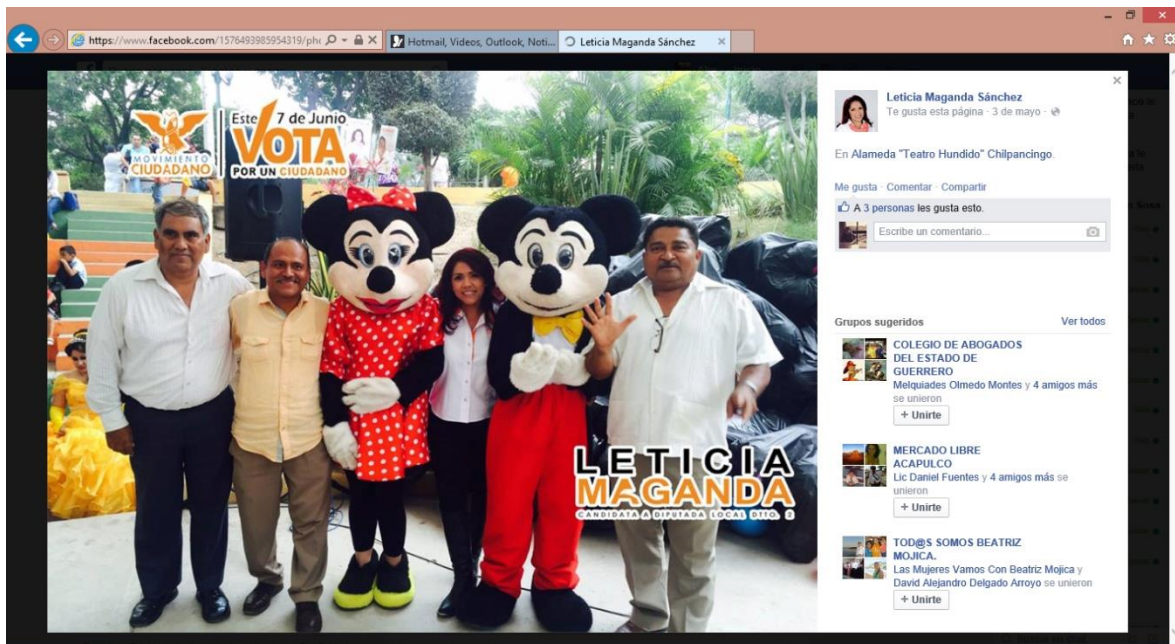 https://www.facebook.com/1576493985954319/pho
Hotmail, Videos, Outlook, Noti...
Leticia Maganda Sánchez
MOVIMIENTO
CIUDADANO
Este 7 de Junio
VOTA
POR UN CIUDADANO
LETICIA
MAGANDA
CANDIDATA A DIPUTADA LOCAL DTTO. 2
Leticia Maganda Sánchez
Te gusta esta página · 3 de mayo ·
En Alameda "Teatro Hundido" Chilpancingo.
Me gusta · Comentar · Compartir
A 3 personas les gusta esto.
Escribe un comentario...
Grupos sugeridos
Ver todos
COLEGIO DE ABOGADOS
DEL ESTADO DE
GUERRERO
Melquiades Olmedo Montes y 4 amigos más
se unieron
+ Unirte
MERCADO LIBRE
ACAPULCO
Lic Daniel Fuentes y 4 amigos más se
unieron
+ Unirte
TOD@S SOMOS BEATRIZ
MOJICA.
Las Mujeres Vamos Con Beatriz Mojica y
David Alejandro Delgado Arroyo se unieron
+ Unirte